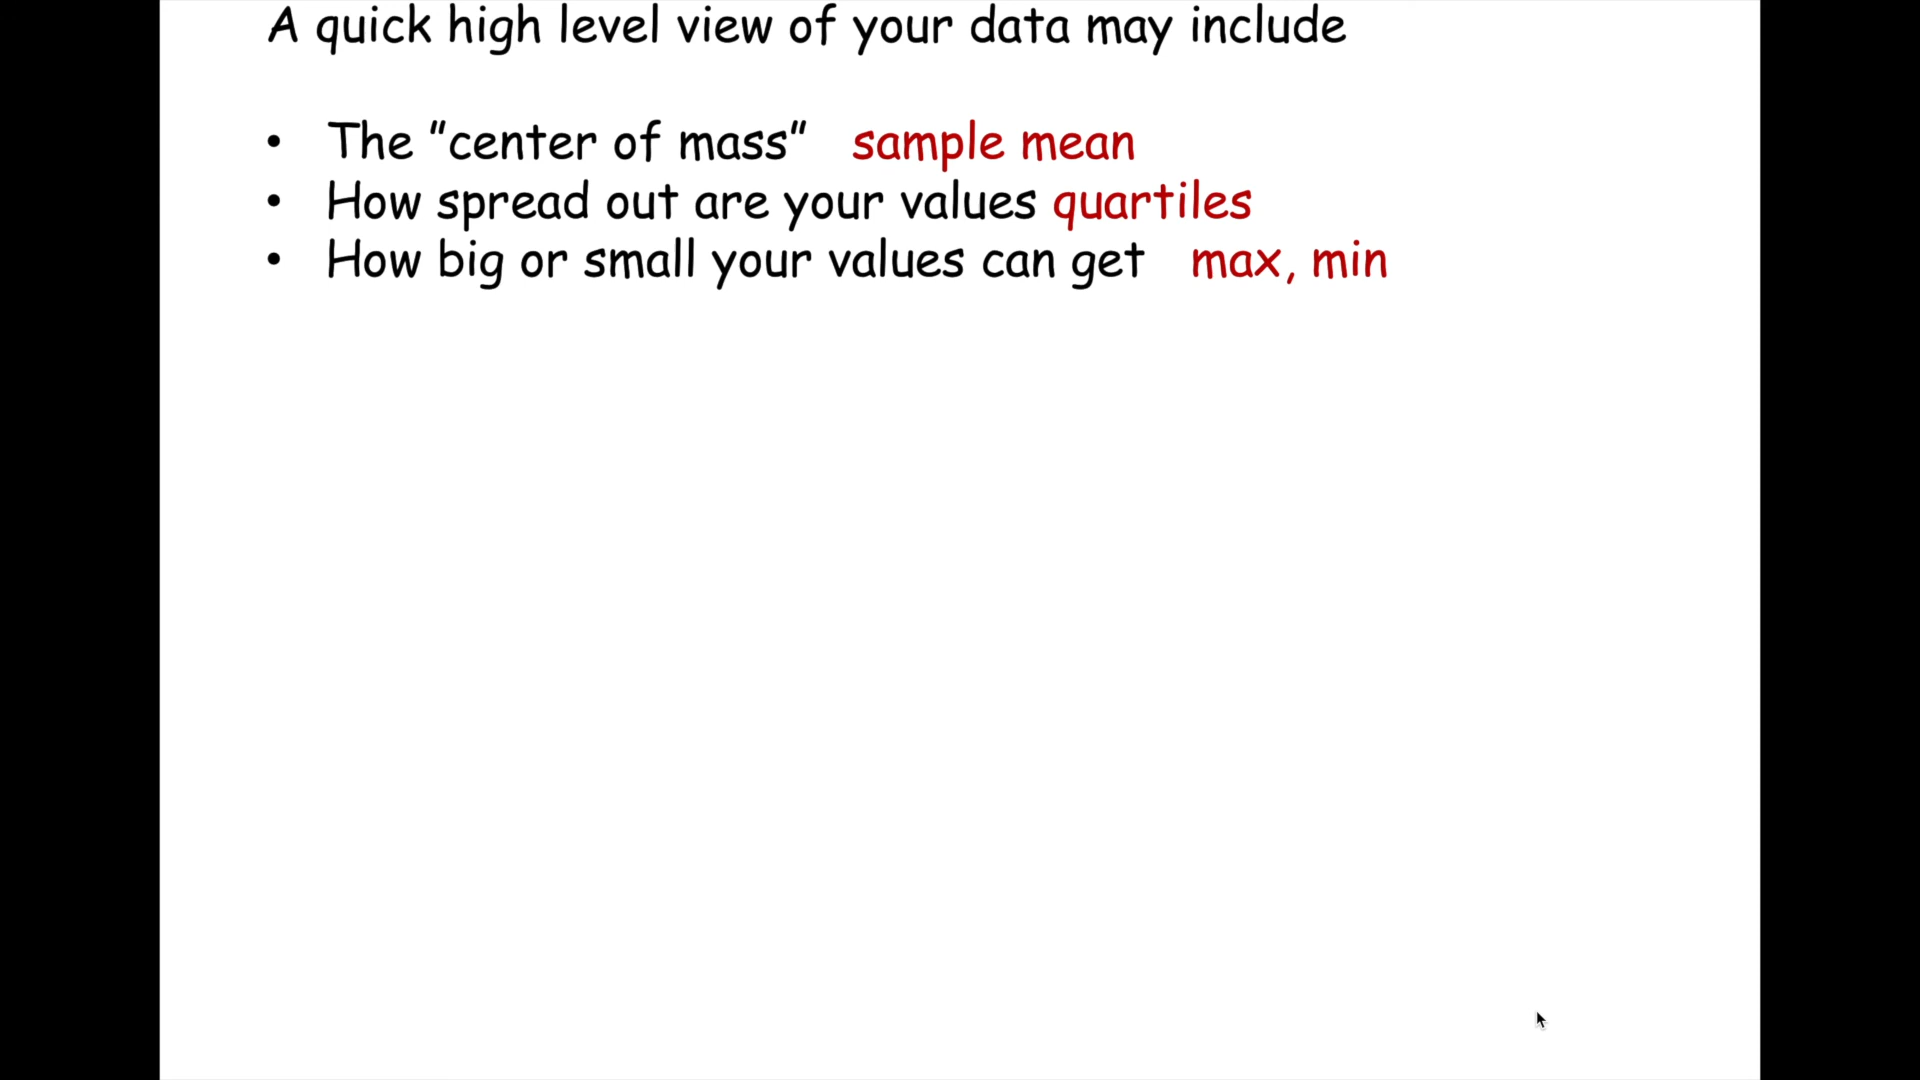 A quick high level view of your data may include
• The "center of mass" sample mean
• How spread out are your values quartiles
• How big or small your values can get max, min